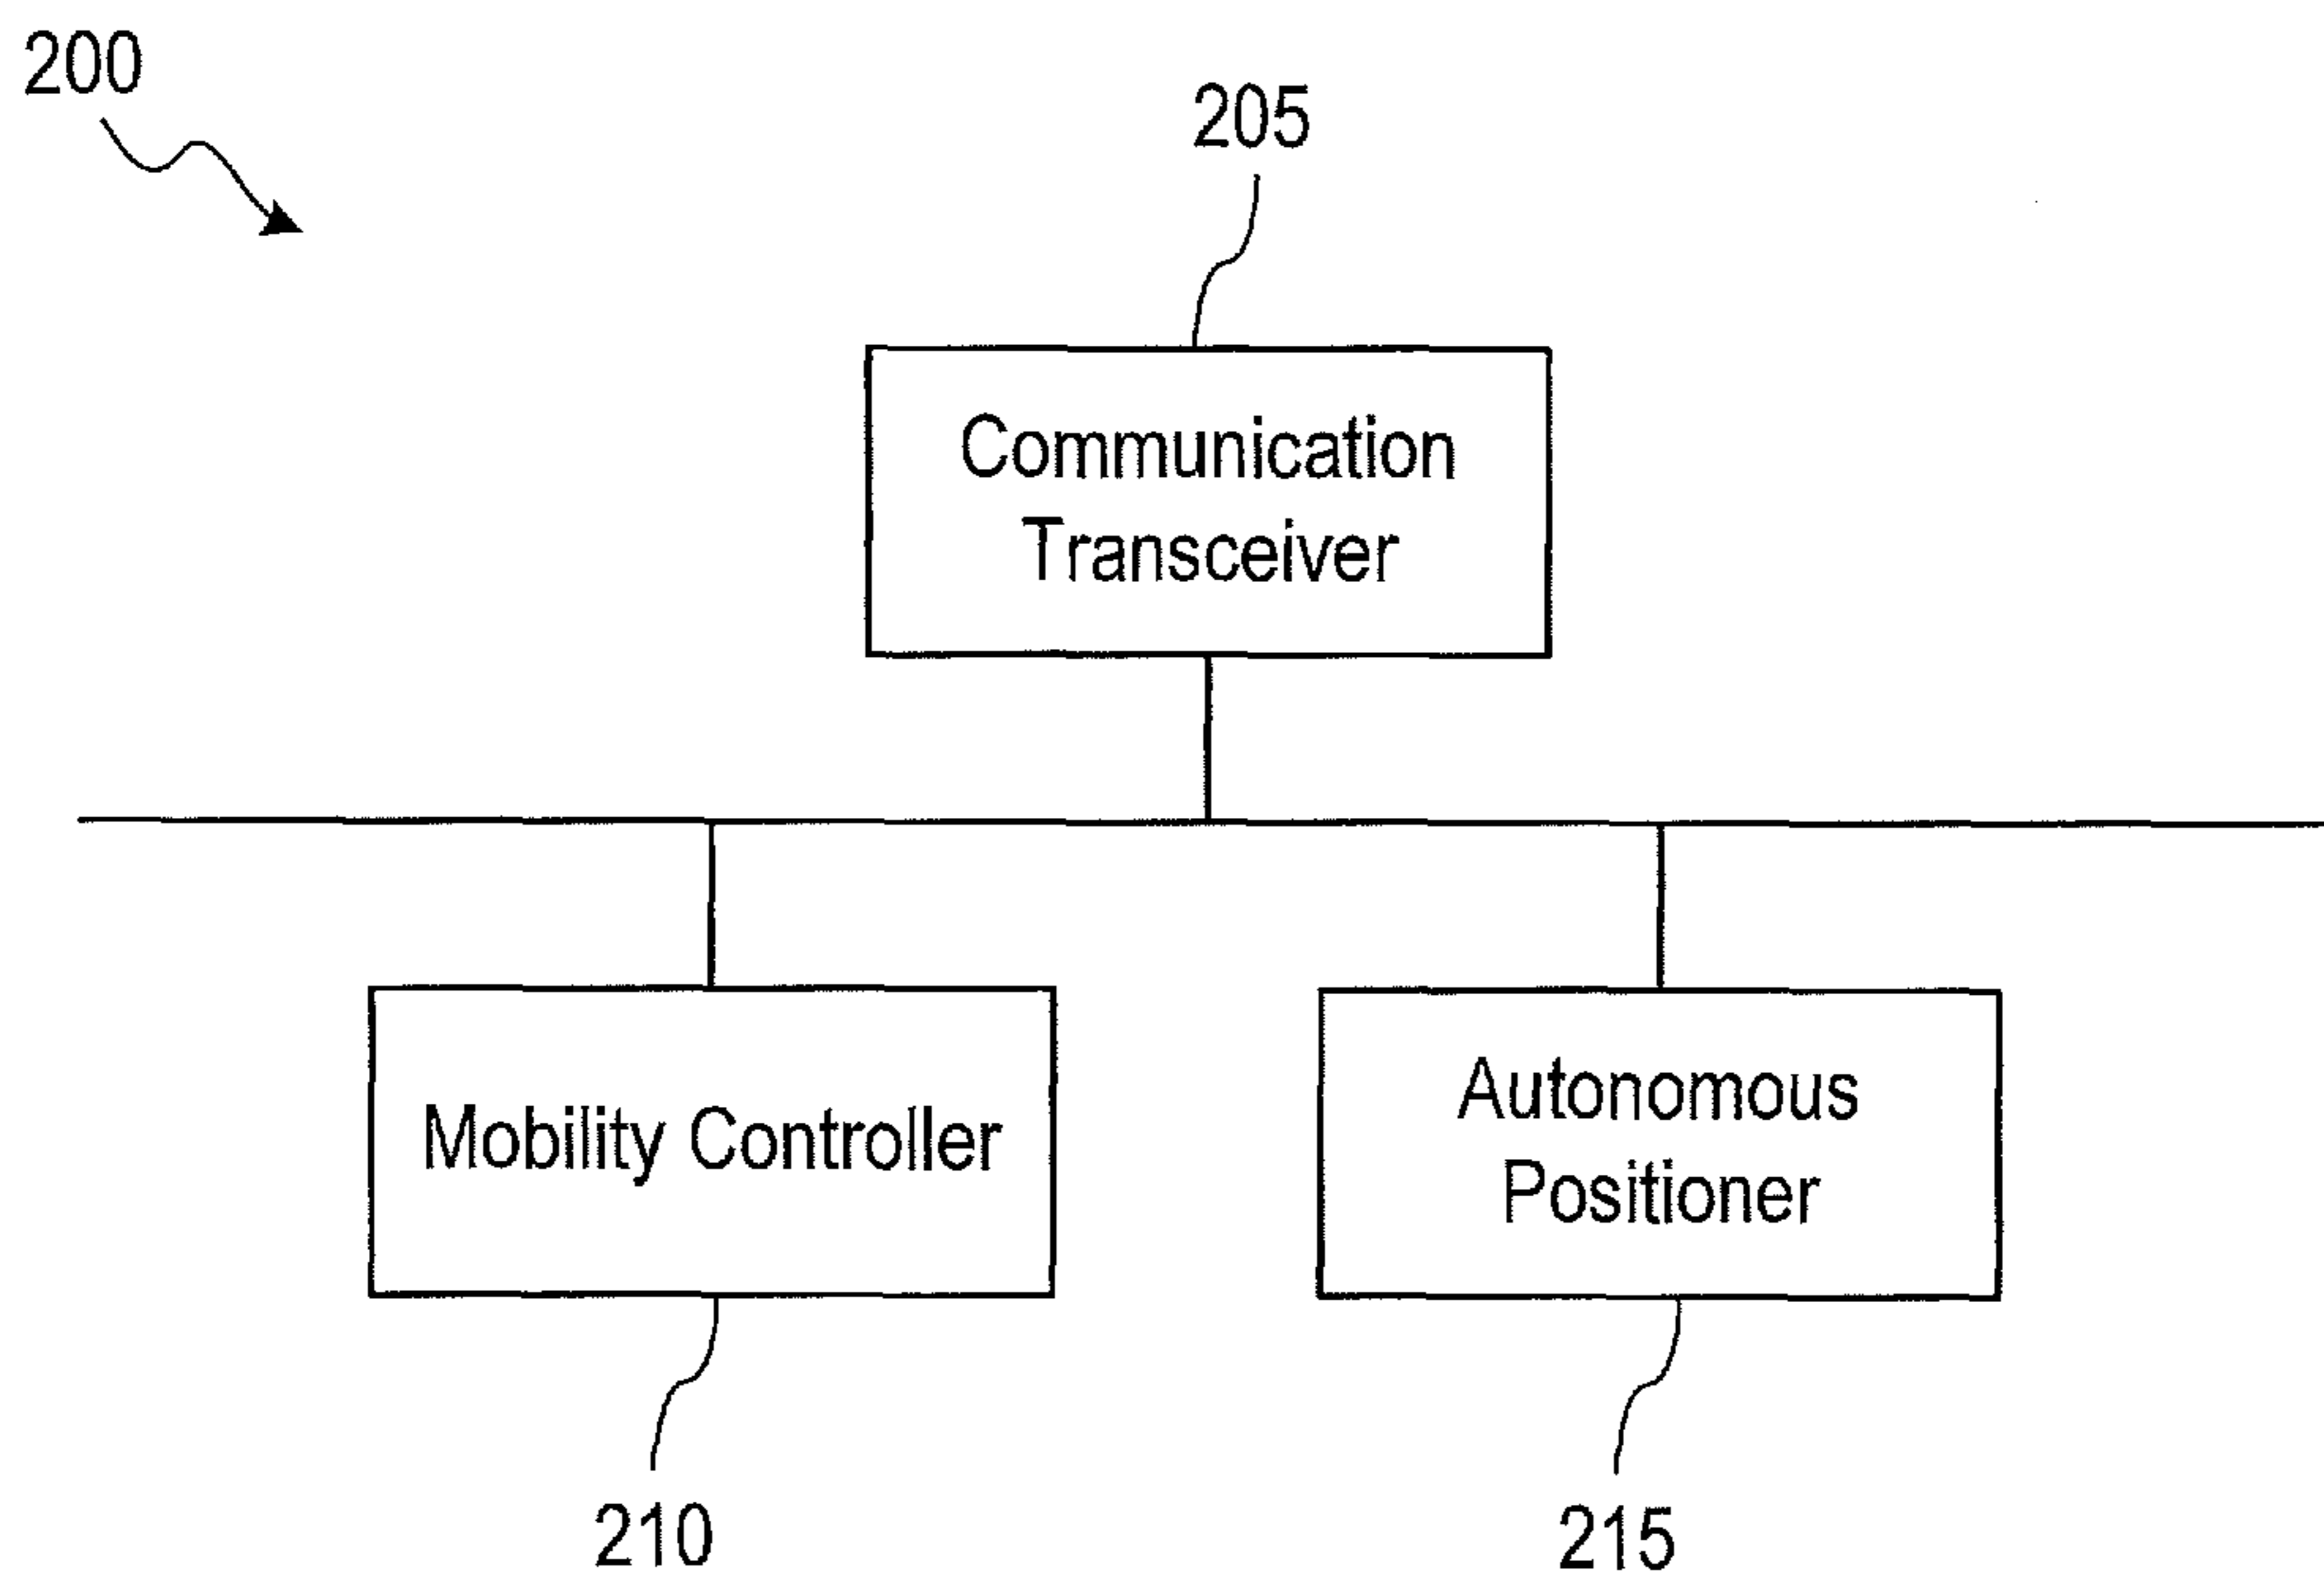 200
205
Communication
Transceiver
Mobility Controller
Autonomous
Positioner
210
215